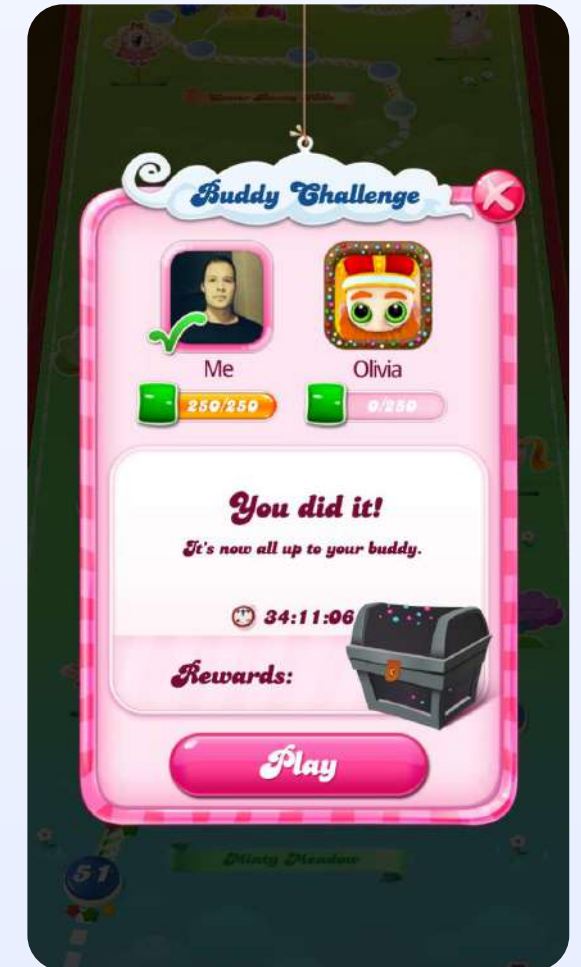 Buddy Challenge
Me
Olivia
250/250
0/250
You did it!
It's now all up to your buddy.
34:11:06
Rewards:
Play
Minty Meadow
51